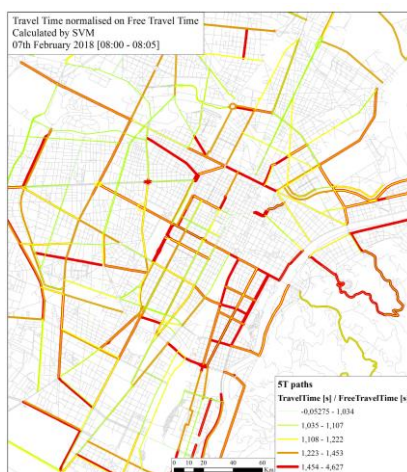 Travel Time normalised on Free Travel Time
Calculated by SVM
07th February 2018 [08:00 - 08:05]
5T paths
TravelTime [s] / FreeTravelTime [s]
-0,05275 - 1,034
1,035 - 1,107
1,108 - 1,222
1,223 - 1,453
1,454 - 4,627
0 10 20 40 60
Km